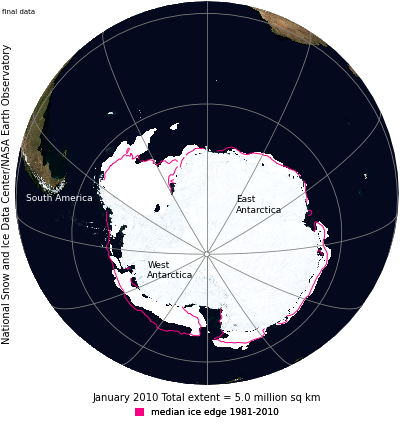 final data
National Snow and Ice Data Center/NASA Earth Observatory
South America
East
Antarctica
West
Antarctica
January 2010 Total extent = 5.0 million sq km
median ice edge 1981-2010